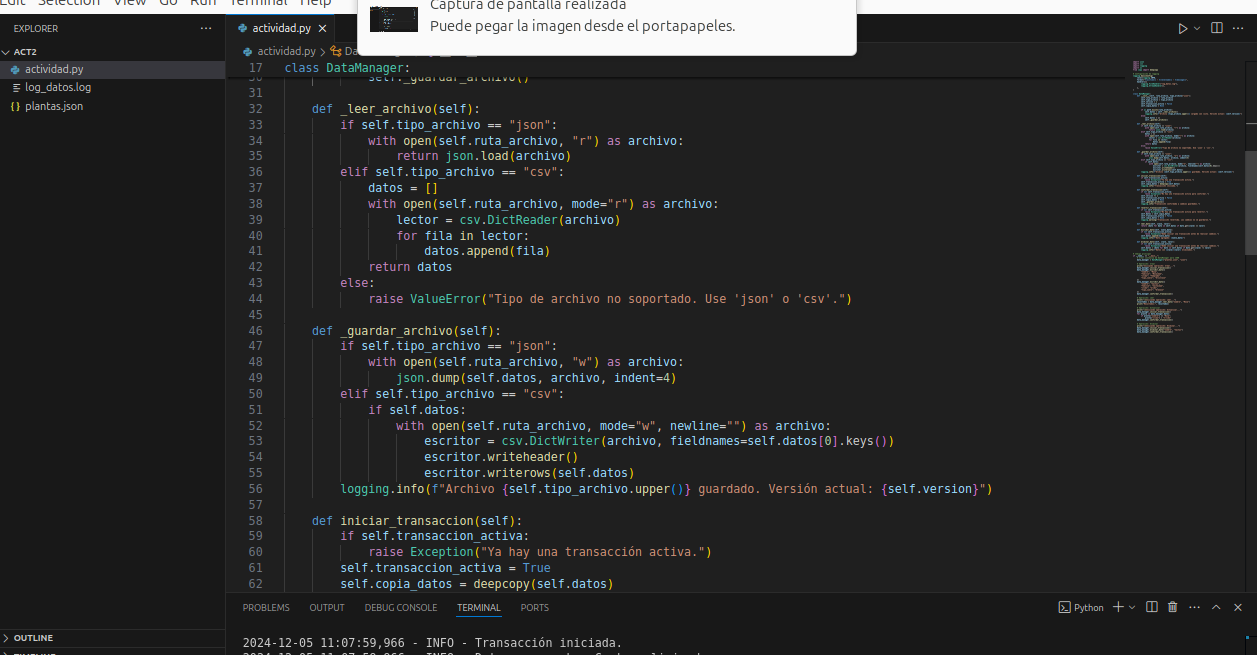 Edit Selection View Go Run Terminal Help
Captura de pantalla realizada
Puede pegar la imagen desde el portapapeles.
EXPLORER
ACT2
actividad.py
log_datos.log
{} plantas.json
OUTLINE
actividad.py
actividad.py > Da
17 class DataManager:
30 self._guardar_archivo()
31
32 def _leer_archivo(self):
33 if self.tipo_archivo == "json":
34 with open(self.ruta_archivo, "r") as archivo:
35 return json.load(archivo)
36 elif self.tipo_archivo == "csv":
37 datos = []
38 with open(self.ruta_archivo, mode="r") as archivo:
39 lector = csv.DictReader(archivo)
40 for fila in lector:
41 datos.append(fila)
42 return datos
43 else:
44 raise ValueError("Tipo de archivo no soportado. Use 'json' o 'csv'.")
45
46 def _guardar_archivo(self):
47 if self.tipo_archivo == "json":
48 with open(self.ruta_archivo, "w") as archivo:
49 json.dump(self.datos, archivo, indent=4)
50 elif self.tipo_archivo == "csv":
51 if self.datos:
52 with open(self.ruta_archivo, mode="w", newline="") as archivo:
53 escritor = csv.DictWriter(archivo, fieldnames=self.datos[0].keys())
54 escritor.writeheader()
55 escritor.writerows(self.datos)
56 logging.info(f"Archivo {self.tipo_archivo.upper()} guardado. Versión actual: {self.version}")
57
58 def iniciar_transaccion(self):
59 if self.transaccion_activa:
60 raise Exception("Ya hay una transacción activa.")
61 self.transaccion_activa = True
62 self.copia_datos = deepcopy(self.datos)
PROBLEMS OUTPUT DEBUG CONSOLE TERMINAL PORTS
Python
2024-12-05 11:07:59,966 - INFO - Transacción iniciada.